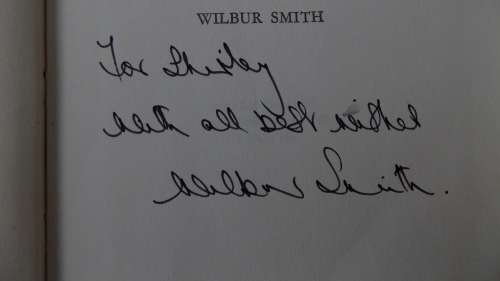 WILBUR SMITH
For Shirley
with all best wishes
Wilbur Smith.